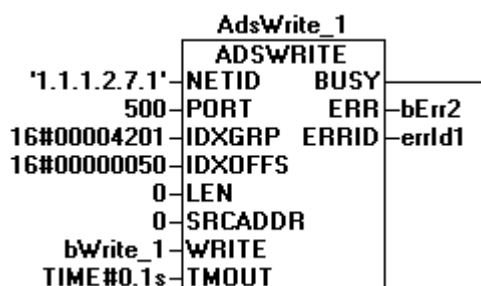 AdsWrite_1
ADSWRITE
'1.1.1.2.7.1' NETID BUSY
500 PORT ERR bErr2
16#00004201 IDXGRP ERRID errId1
16#00000050 IDXOFFS
0 LEN
0 SRCADDR
bWrite_1 WRITE
TIME#0.1s TMOUT